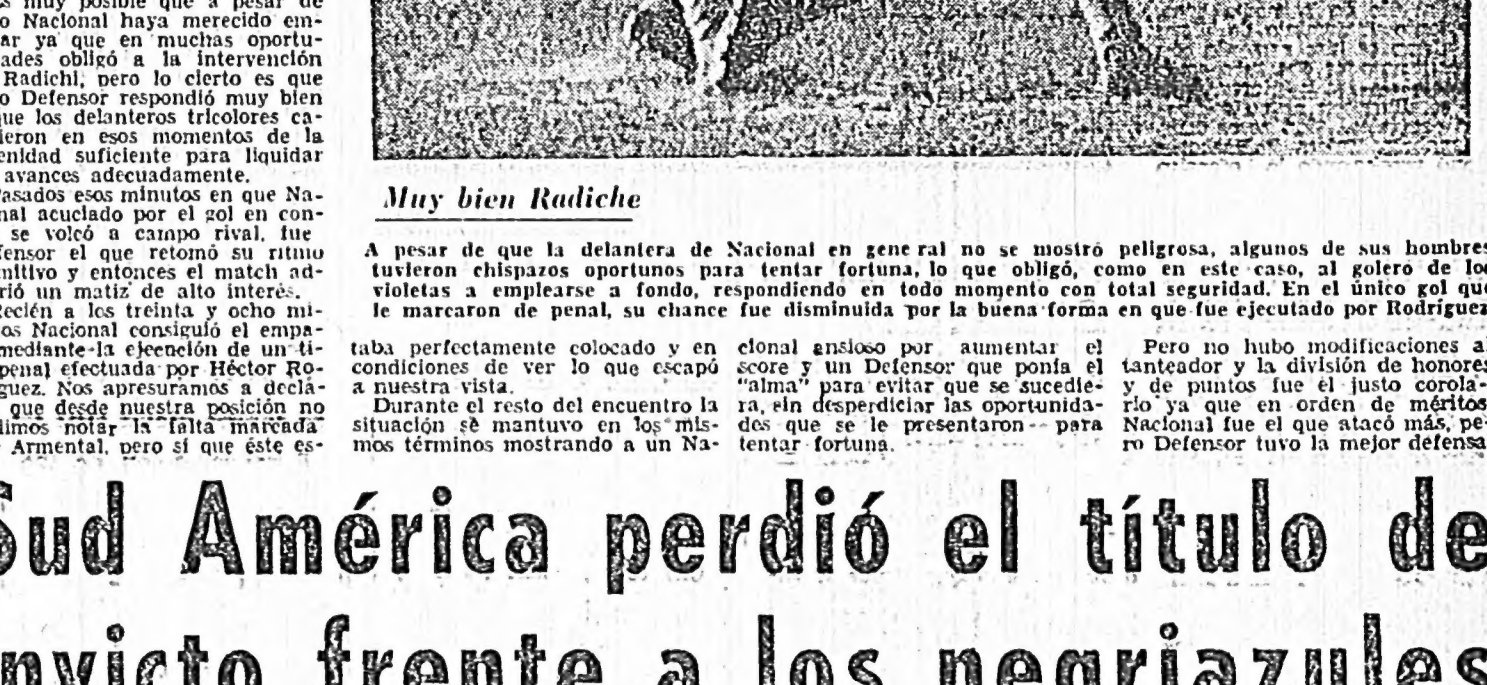 muy posible que a pesar de
o Nacional haya merecido em-
ar ya que en muchas oportu-
ades obligó a la intervención
Radichi, pero lo cierto es que
o Defensor respondió muy bien
ue los delanteros tricolores ca-
ieron en esos momentos de la
enidad suficiente para liquidar
avances adecuadamente.
asados esos minutos en que Na-
nal acuciado por el gol en con-
se volcó a campo rival, fue
fensor el que retomó su ritmo
mitivo y entonces el match ad-
rió un matiz de alto interés.
Recién a los treinta y ocho mi-
os Nacional consiguió el empa-
mediante la ejecución de un ti-
penal efectuada por Héctor Ro-
guez. Nos apresuramos a decla-
que desde nuestra posición no
dimos notar la falta marcada
Armental, pero sí que éste es-
Muy bien Radiche
A pesar de que la delantera de Nacional en gene ral no se mostró peligrosa, algunos de sus hombres
tuvieron chispazos oportunos para tentar fortuna, lo que obligó, como en este caso, al golero de los
violetas a emplearse a fondo, respondiendo en todo momento con total seguridad. En el único gol que
le marcaron de penal, su chance fue disminuida por la buena forma en que fue ejecutado por Rodríguez
taba perfectamente colocado y en
condiciones de ver lo que escapó
a nuestra vista.
Durante el resto del encuentro la
situación se mantuvo en los mis-
mos términos mostrando a un Na-
cional ansioso por aumentar el
score y un Defensor que ponía el
"alma" para evitar que se sucedie-
ra, sin desperdiciar las oportunida-
des que se le presentaron para
tentar fortuna.
Pero no hubo modificaciones al
tanteador y la división de honores
y de puntos fue el justo corola-
rio ya que en orden de méritos
Nacional fue el que atacó más, pe-
ro Defensor tuvo la mejor defensa
Sud América perdió el título de
nvicto frente a los negriazules